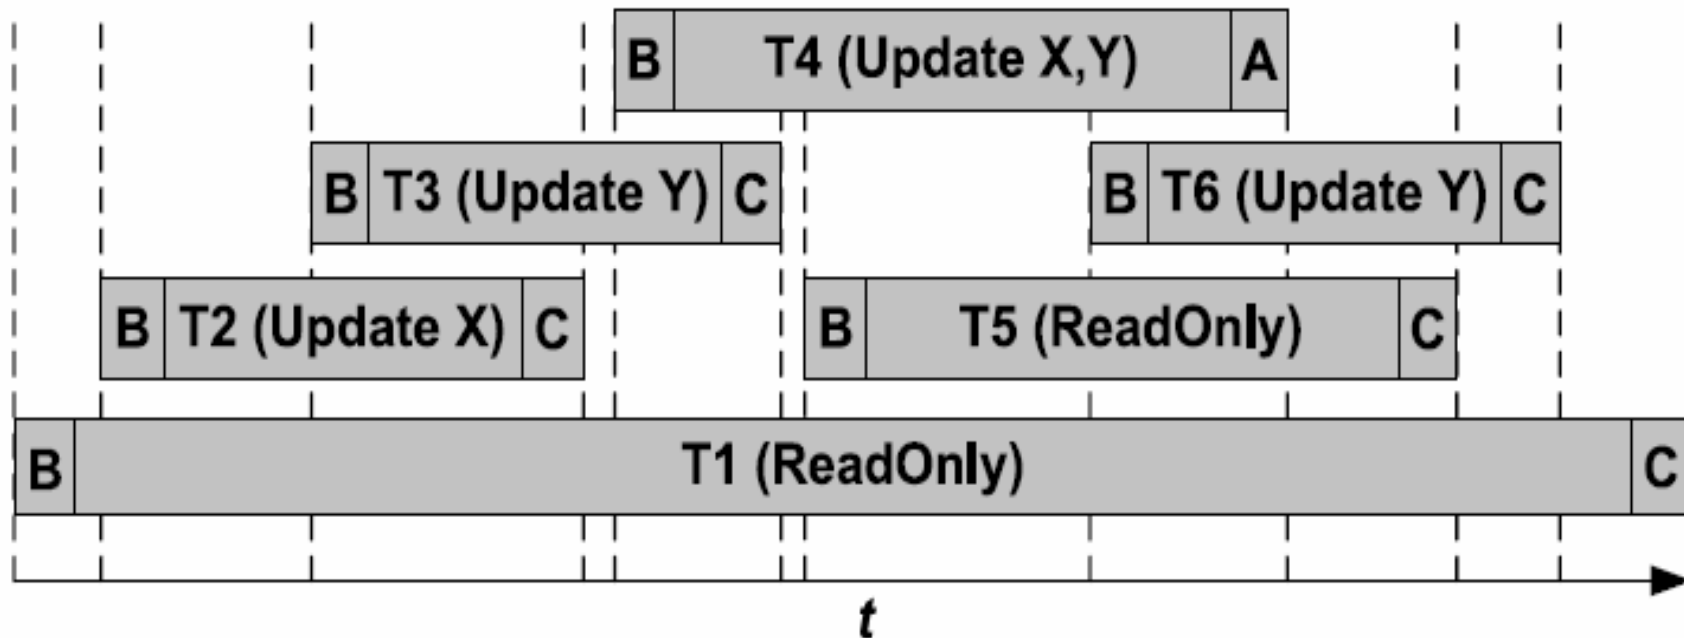 B T4 (Update X,Y) A
B T3 (Update Y) C B T6 (Update Y) C
B T2 (Update X) C B T5 (ReadOnly) C
B T1 (ReadOnly) C
t